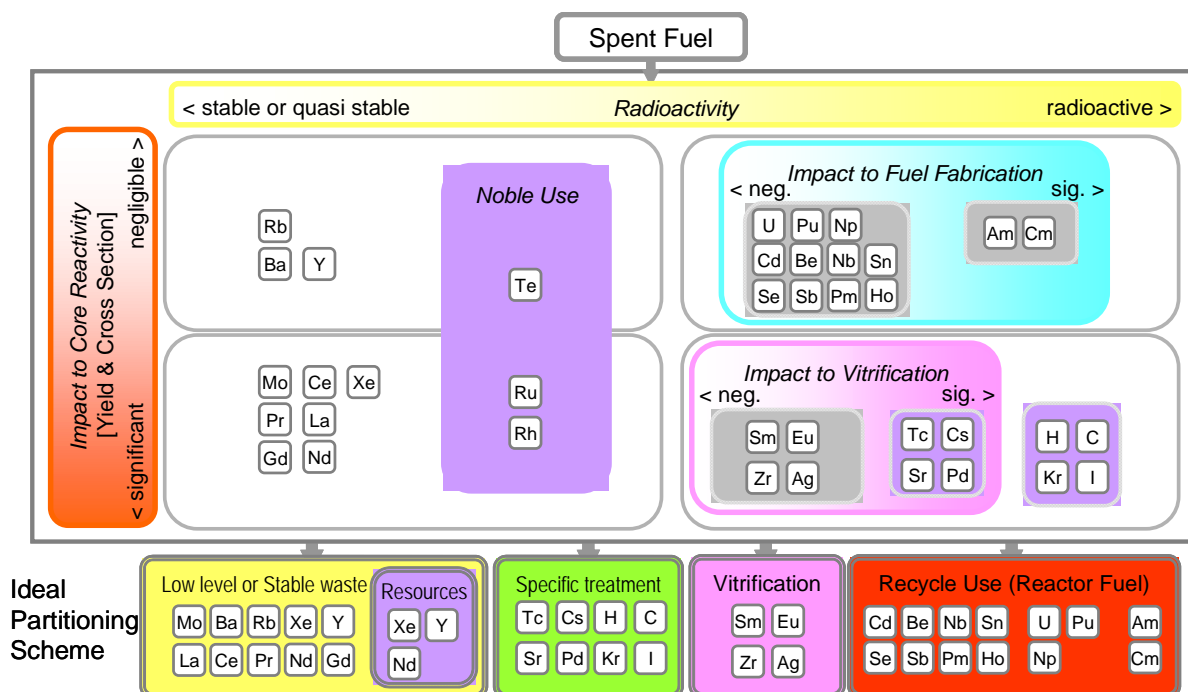 Spent Fuel
< stable or quasi stable Radioactivity radioactive >
Impact to Core Reactivity
[Yield & Cross Section]
< significant negligible >
Noble Use
Rb
Ba Y
Te
Impact to Fuel Fabrication
< neg. sig. >
U Pu Np
Cd Be Nb Sn
Se Sb Pm Ho
Am Cm
Mo Ce Xe
Pr La
Gd Nd
Ru
Rh
Impact to Vitrification
< neg. sig. >
Sm Eu
Zr Ag
Tc Cs
Sr Pd
H C
Kr I
Ideal
Partitioning
Scheme
Low level or Stable waste
Mo Ba Rb Xe Y
La Ce Pr Nd Gd
Resources
Xe Y
Nd
Specific treatment
Tc Cs H C
Sr Pd Kr I
Vitrification
Sm Eu
Zr Ag
Recycle Use (Reactor Fuel)
Cd Be Nb Sn U Pu Am
Se Sb Pm Ho Np Cm